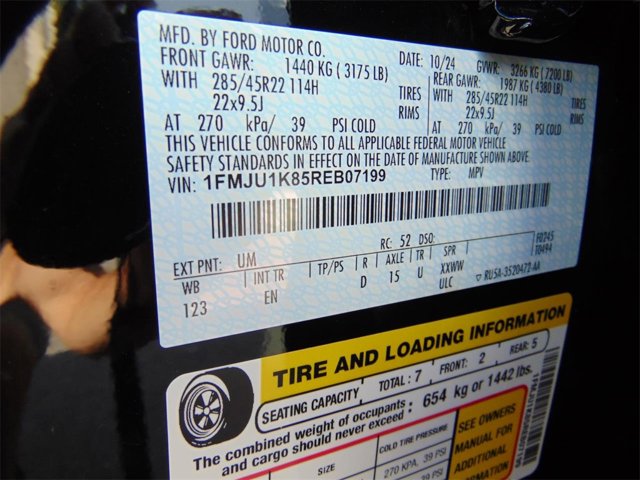 MFD. BY FORD MOTOR CO. DATE: 10/24 GVWR: 3266 KG ( 7200 LB)
FRONT GAWR: 1440 KG ( 3175 LB) REAR GAWR: 1987 KG ( 4380 LB)
WITH 285/45R22 114H TIRES WITH 285/45R22 114H TIRES
22x9.5J RIMS 22x9.5J RIMS
AT 270 kPa/ 39 PSI COLD AT 270 kPa/ 39 PSI COLD
THIS VEHICLE CONFORMS TO ALL APPLICABLE FEDERAL MOTOR VEHICLE
SAFETY STANDARDS IN EFFECT ON THE DATE OF MANUFACTURE SHOWN ABOVE.
VIN: 1FMJU1K85REB07199 TYPE: MPV
F0245
RC: 52 DSO: T0494
EXT PNT: UM
WB INT TR TP/PS R AXLE TR SPR
123 EN D 15 U XXWW
ULC ▽ RU5A-3520472-AA
TIRE AND LOADING INFORMATION
SEATING CAPACITY TOTAL : 7 FRONT: 2 REAR: 5
The combined weight of occupants and cargo should never exceed : 654 kg or 1442 lbs.
SIZE COLD TIRE PRESSURE
270 KPA, 39 PSI
39 PSI
SEE OWNERS
MANUAL FOR
ADDITIONAL
INFORMATION